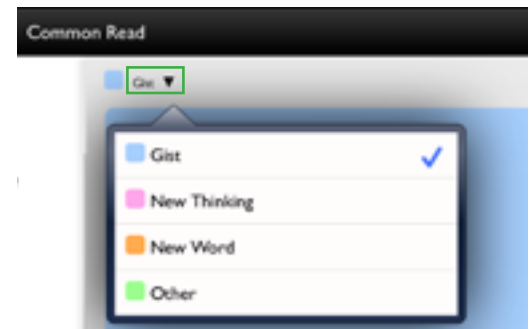 Common Read
Gist ▼
Gist
New Thinking
New Word
Other